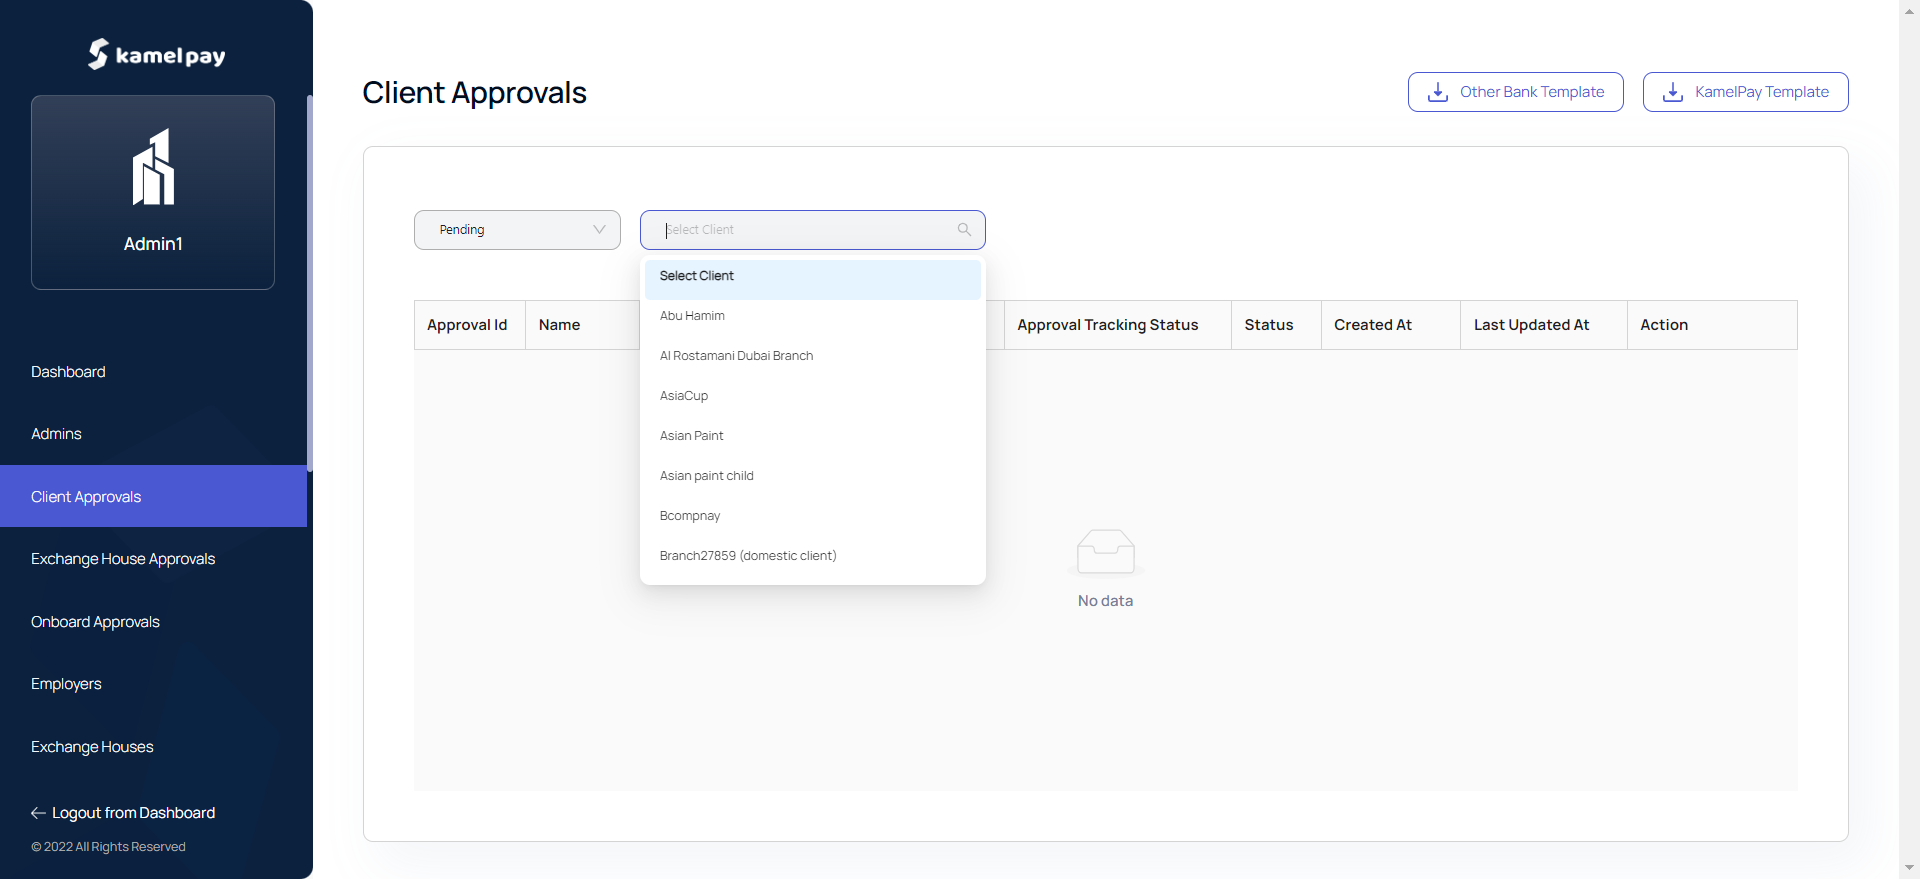 kamelpay
Admin1
Dashboard
Admins
Client Approvals
Exchange House Approvals
Onboard Approvals
Employers
Exchange Houses
Logout from Dashboard
© 2022 All Rights Reserved
Client Approvals
Other Bank Template
KamelPay Template
Pending
Select Client
Select Client
Abu Hamim
Al Rostamani Dubai Branch
AsiaCup
Asian Paint
Asian paint child
Bcompnay
Branch27859 (domestic client)
Approval Id Name Approval Tracking Status Status Created At Last Updated At Action
No data